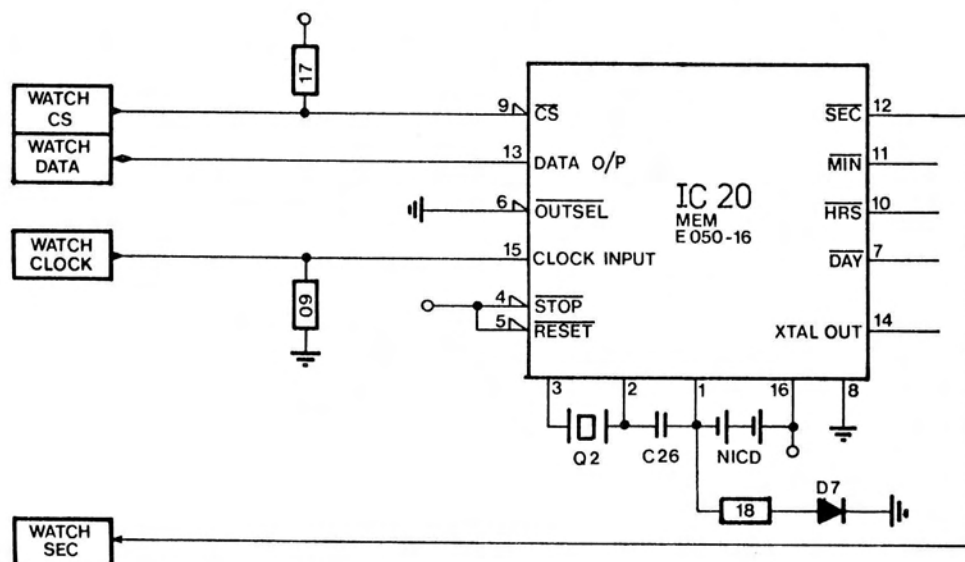 17
WATCH
CS
WATCH
DATA
WATCH
CLOCK
09
9 CS
13 DATA O/P
6 OUTSEL
15 CLOCK INPUT
4 STOP
5 RESET
IC 20
MEM
E 050-16
SEC 12
MIN 11
HRS 10
DAY 7
XTAL OUT 14
3 2 1 16 8
Q2 C26 NICD
18
D7
WATCH
SEC